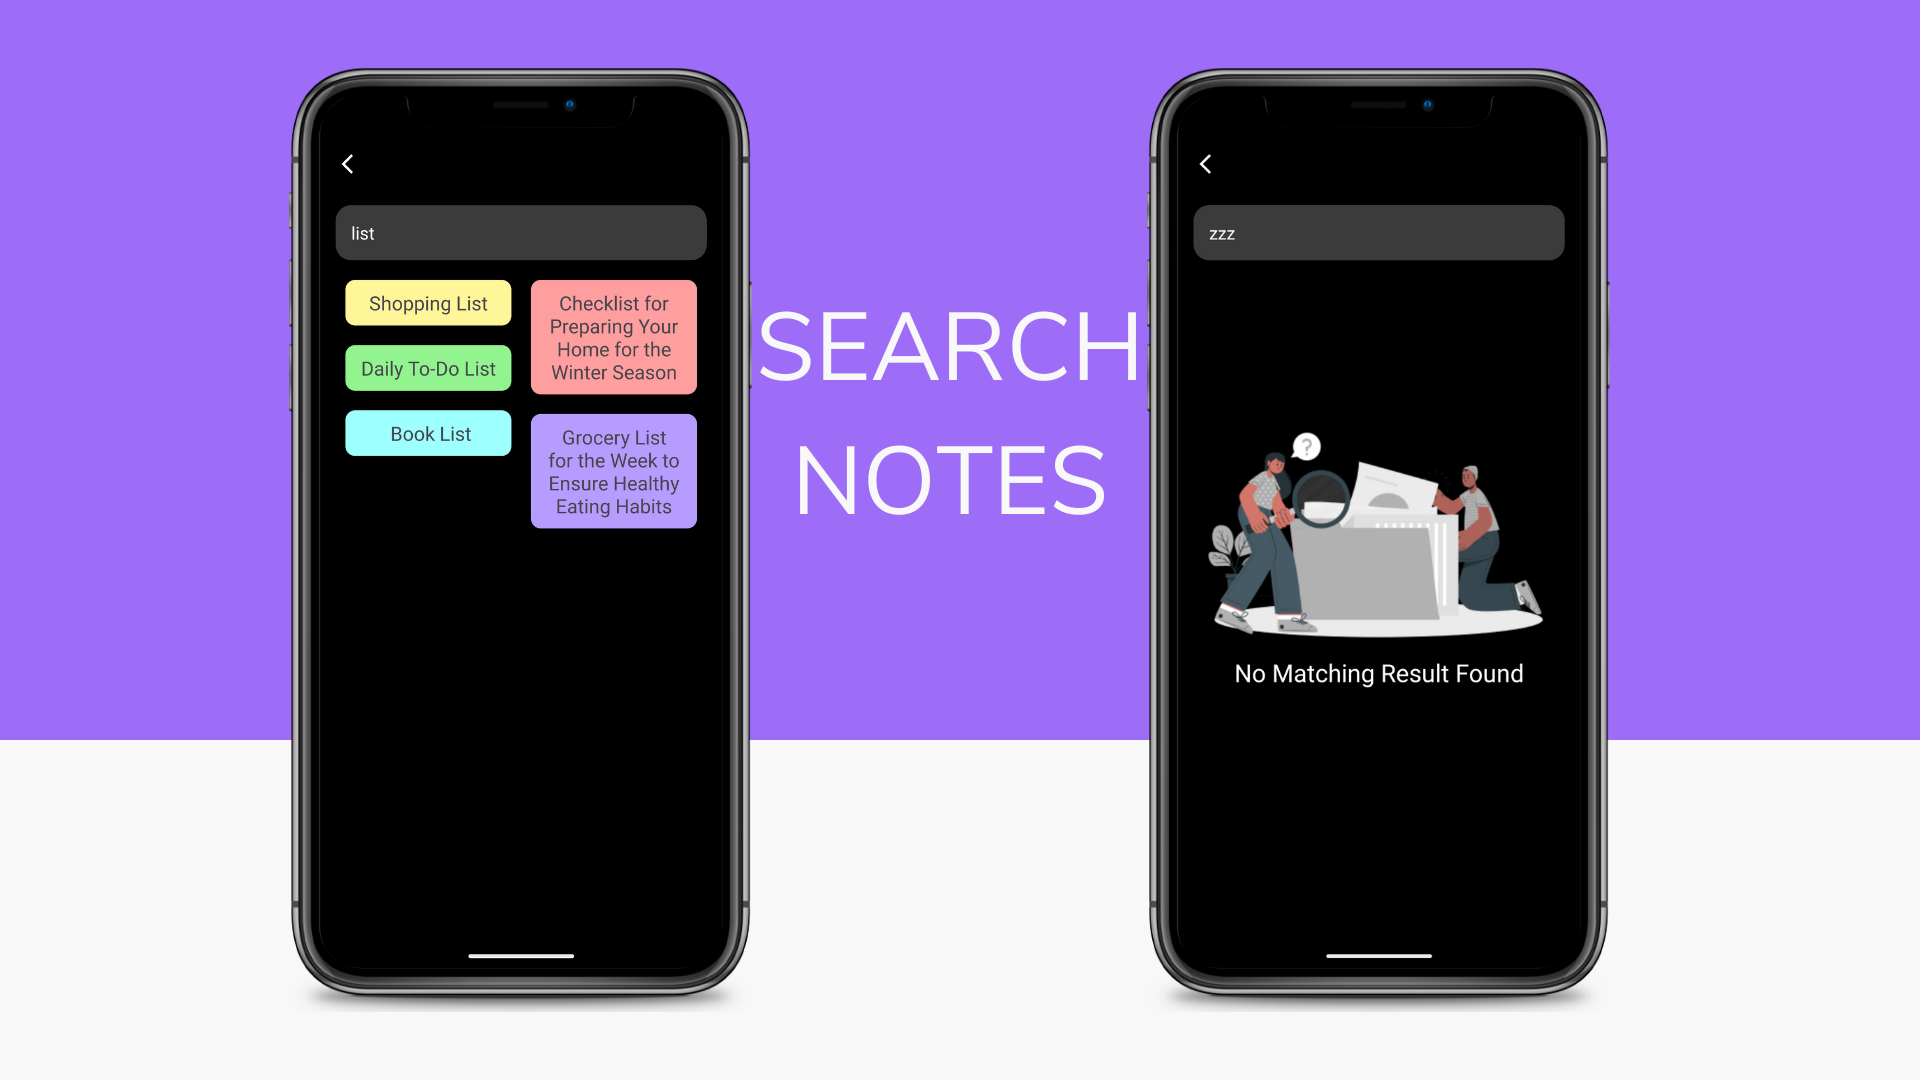 list
Shopping List
Daily To-Do List
Book List
Checklist for
Preparing Your
Home for the
Winter Season
Grocery List
for the Week to
Ensure Healthy
Eating Habits
SEARCH
NOTES
zzz
?
No Matching Result Found